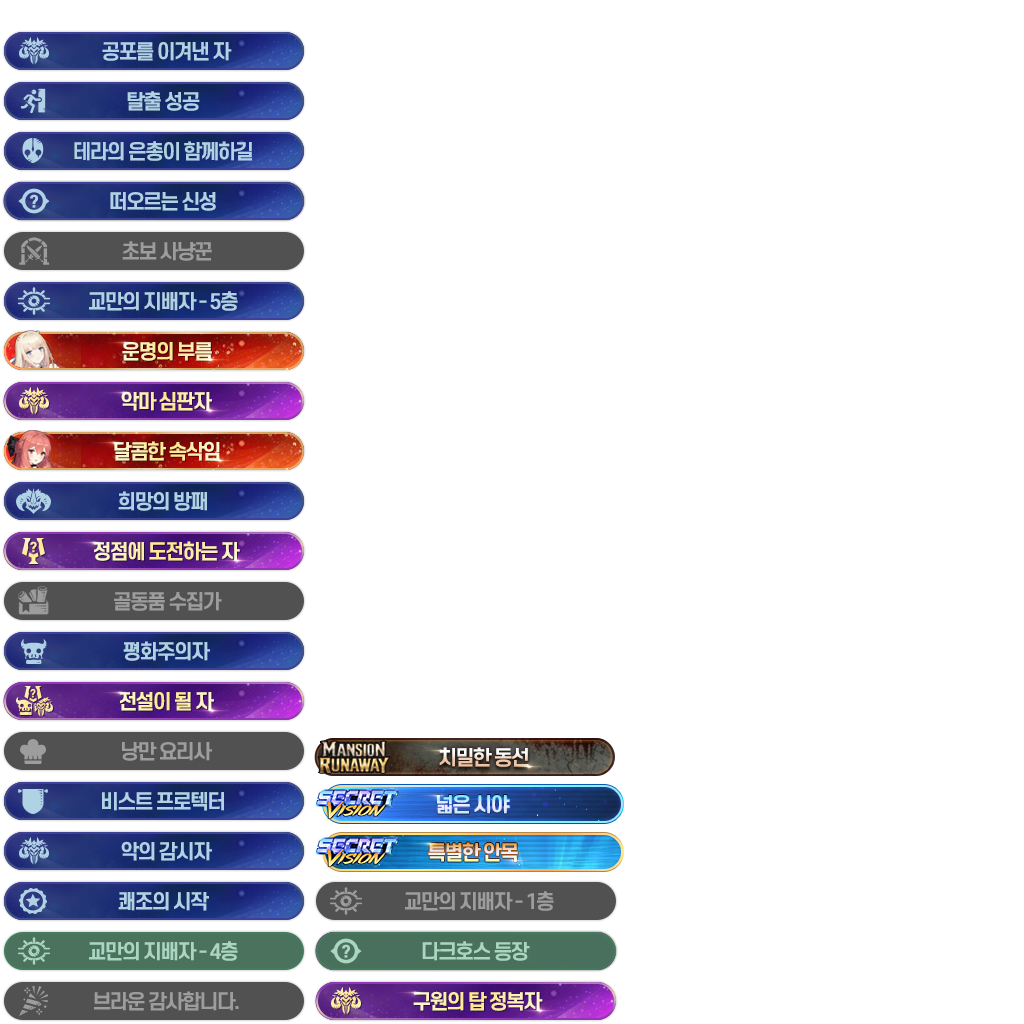 공포를 이겨낸 자
탈출 성공
테라의 은총이 함께하길
떠오르는 신성
초보 사냥꾼
교만의 지배자 - 5층
운명의 부름
악마 심판자
달콤한 속삭임
희망의 방패
정점에 도전하는 자
골동품 수집가
평화주의자
전설이 될 자
낭만 요리사
비스트 프로텍터
악의 감시자
쾌조의 시작
교만의 지배자 - 4층
브라운 감사합니다.
MANSION
RUNAWAY
치밀한 동선
SECRET
VISION
넓은 시야
SECRET
VISION
특별한 안목
교만의 지배자 - 1층
다크호스 등장
구원의 탑 정복자